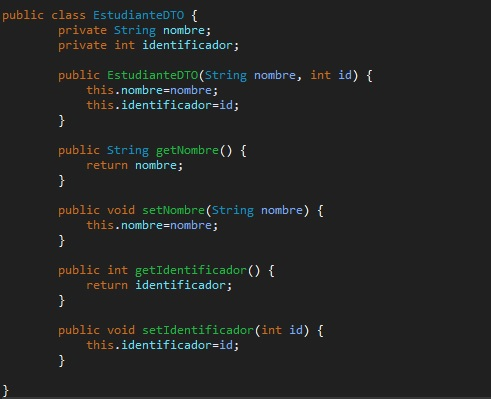 public class EstudianteDTO {
private String nombre;
private int identificador;
public EstudianteDTO(String nombre, int id) {
this.nombre=nombre;
this.identificador=id;
}
public String getNombre() {
return nombre;
}
public void setNombre(String nombre) {
this.nombre=nombre;
}
public int getIdentificador() {
return identificador;
}
public void setIdentificador(int id) {
this.identificador=id;
}
}